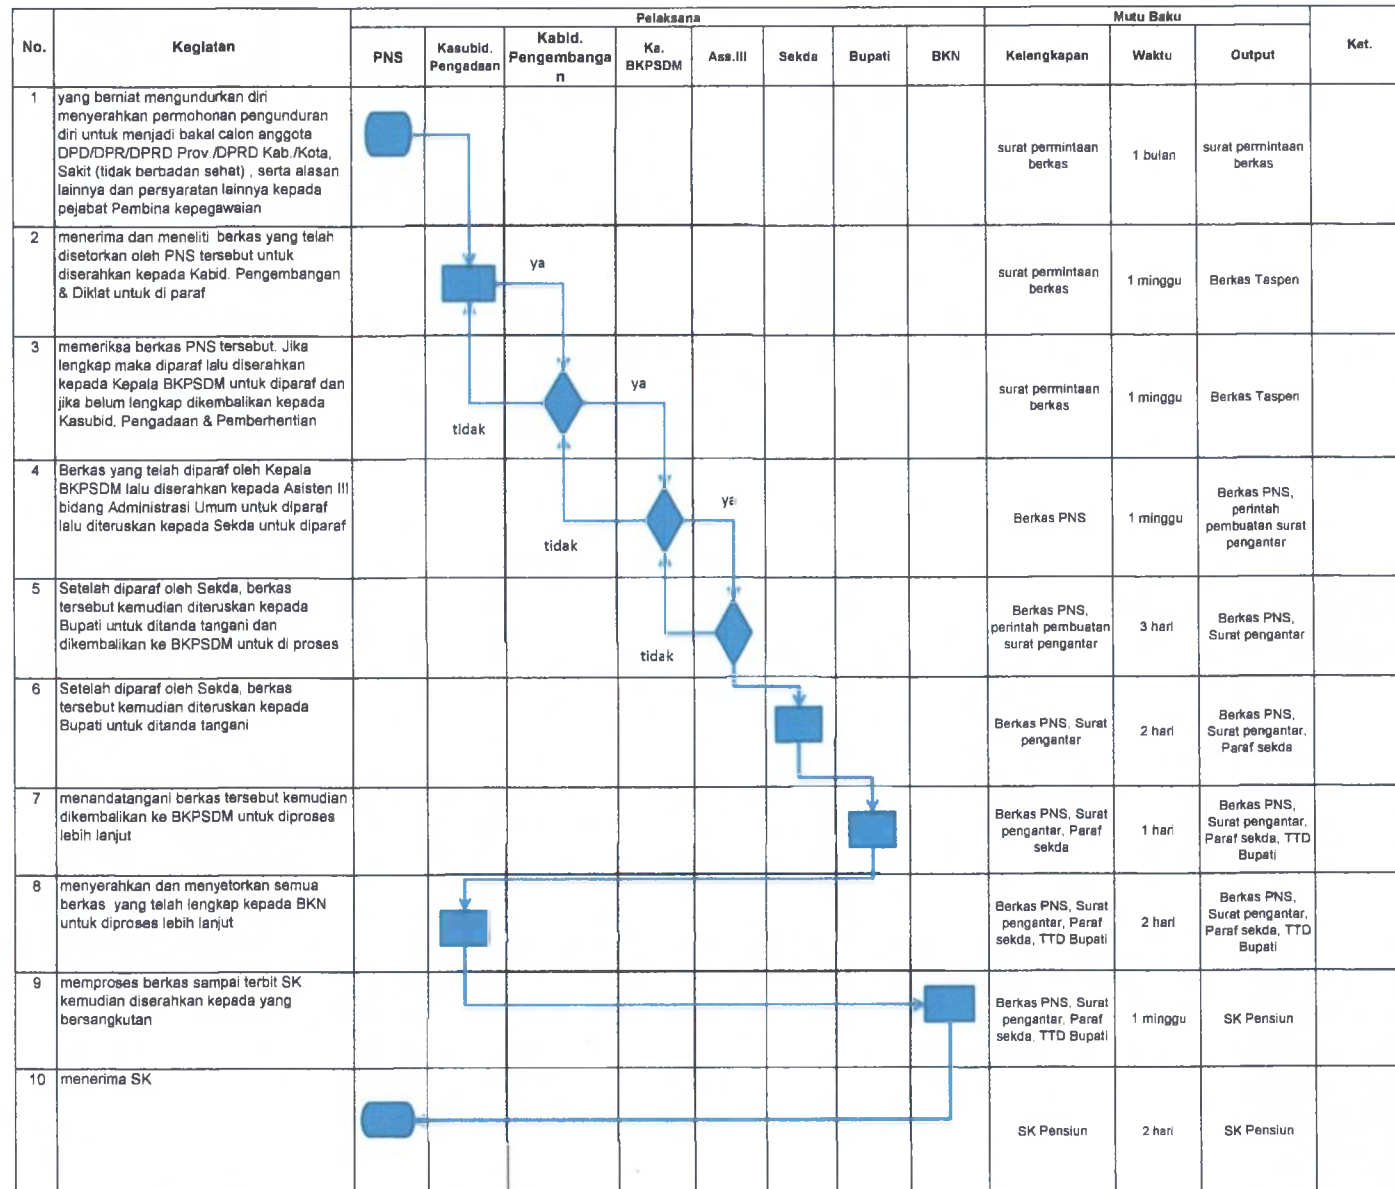 No.
Kegiatan
Pelaksana
Mutu Baku
Ket.
PNS
Kasubid.
Pengadaan
Kabid.
Pengembanga
n
Ka.
BKPSDM
Ass.III
Sekda
Bupati
BKN
Kelengkapan
Waktu
Output
1
yang berniat mengundurkan diri
menyerahkan permohonan pengunduran
diri untuk menjadi bakal calon anggota
DPD/DPR/DPRD Prov./DPRD Kab./Kota,
Sakit (tidak berbadan sehat) , serta alasan
lainnya dan persyaratan lainnya kepada
pejabat Pembina kepegawaian
surat permintaan
berkas
1 bulan
surat permintaan
berkas
2
menerima dan meneliti berkas yang telah
disetorkan oleh PNS tersebut untuk
diserahkan kepada Kabid. Pengembangan
& Diklat untuk di paraf
ya
surat permintaan
berkas
1 minggu
Berkas Taspen
3
memeriksa berkas PNS tersebut. Jika
lengkap maka diparaf lalu diserahkan
kepada Kepala BKPSDM untuk diparaf dan
jika belum lengkap dikembalikan kepada
Kasubid. Pengadaan & Pemberhentian
tidak
ya
surat permintaan
berkas
1 minggu
Berkas Taspen
4
Berkas yang telah diparaf oleh Kepala
BKPSDM lalu diserahkan kepada Asisten III
bidang Administrasi Umum untuk diparaf
lalu diteruskan kepada Sekda untuk diparaf
tidak
ya
Berkas PNS
1 minggu
Berkas PNS,
perintah
pembuatan surat
pengantar
5
Setelah diparaf oleh Sekda, berkas
tersebut kemudian diteruskan kepada
Bupati untuk ditanda tangani dan
dikembalikan ke BKPSDM untuk di proses
tidak
Berkas PNS,
perintah pembuatan
surat pengantar
3 hari
Berkas PNS,
Surat pengantar
6
Setelah diparaf oleh Sekda, berkas
tersebut kemudian diteruskan kepada
Bupati untuk ditanda tangani
Berkas PNS, Surat
pengantar
2 hari
Berkas PNS,
Surat pengantar,
Paraf sekda
7
menandatangani berkas tersebut kemudian
dikembalikan ke BKPSDM untuk diproses
lebih lanjut
Berkas PNS, Surat
pengantar, Paraf
sekda
1 hari
Berkas PNS,
Surat pengantar,
Paraf sekda, TTD
Bupati
8
menyerahkan dan menyetorkan semua
berkas yang telah lengkap kepada BKN
untuk diproses lebih lanjut
Berkas PNS, Surat
pengantar, Paraf
sekda, TTD Bupati
2 hari
Berkas PNS,
Surat pengantar,
Paraf sekda, TTD
Bupati
9
memproses berkas sampai terbit SK
kemudian diserahkan kepada yang
bersangkutan
Berkas PNS, Surat
pengantar, Paraf
sekda, TTD Bupati
1 minggu
SK Pensiun
10
menerima SK
SK Pensiun
2 hari
SK Pensiun